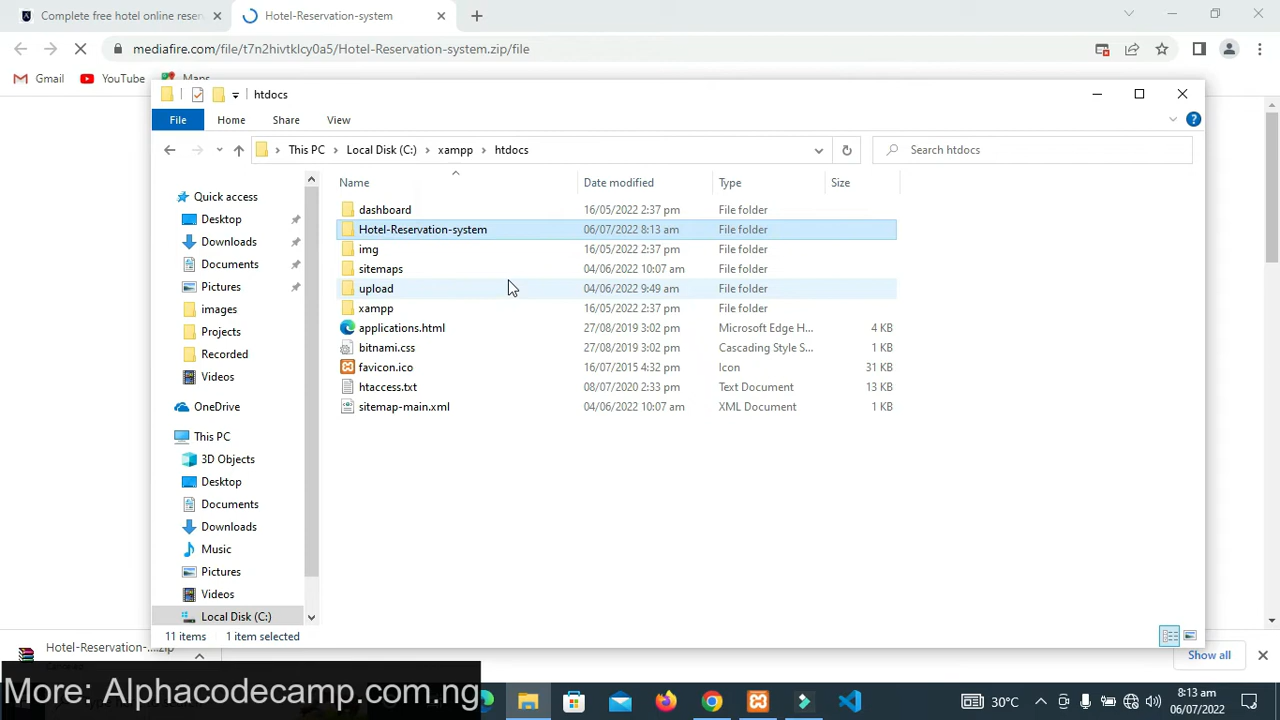 Complete free hotel online reser
Hotel-Reservation-system
mediafire.com/file/t7n2hivtklcy0a5/Hotel-Reservation-system.zip/file
Gmail YouTube Maps
htdocs
File Home Share View
This PC Local Disk (C:) xampp htdocs
Search htdocs
Name Date modified Type Size
Quick access
Desktop
Downloads
Documents
Pictures
images
Projects
Recorded
Videos
OneDrive
This PC
3D Objects
Desktop
Documents
Downloads
Music
Pictures
Videos
Local Disk (C:)
dashboard 16/05/2022 2:37 pm File folder
Hotel-Reservation-system 06/07/2022 8:13 am File folder
img 16/05/2022 2:37 pm File folder
sitemaps 04/06/2022 10:07 am File folder
upload 04/06/2022 9:49 am File folder
xampp 16/05/2022 2:37 pm File folder
applications.html 27/08/2019 3:02 pm Microsoft Edge H... 4 KB
bitnami.css 27/08/2019 3:02 pm Cascading Style S... 1 KB
favicon.ico 16/07/2015 4:32 pm Icon 31 KB
htaccess.txt 08/07/2020 2:33 pm Text Document 13 KB
sitemap-main.xml 04/06/2022 10:07 am XML Document 1 KB
11 items 1 item selected
Hotel-Reservation-....zip
Show all
More: Alphacodecamp.com.ng
30°C
8:13 am
06/07/2022